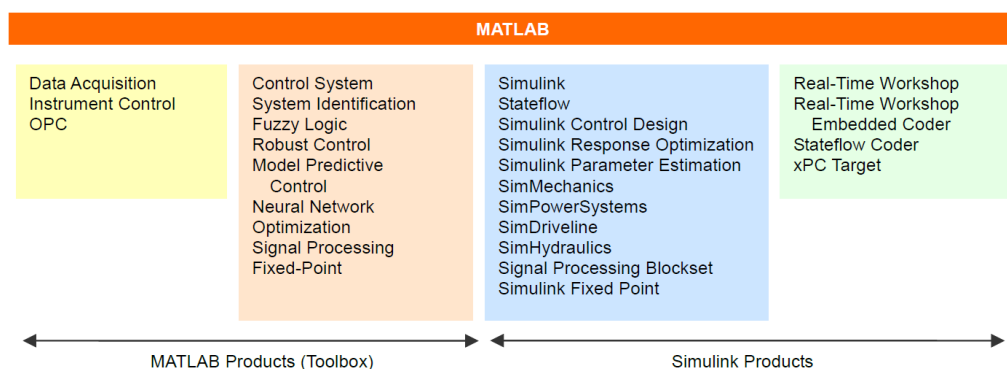 MATLAB
Data Acquisition
Instrument Control
OPC
Control System
System Identification
Fuzzy Logic
Robust Control
Model Predictive
Control
Neural Network
Optimization
Signal Processing
Fixed-Point
Simulink
Stateflow
Simulink Control Design
Simulink Response Optimization
Simulink Parameter Estimation
SimMechanics
SimPowerSystems
SimDriveline
SimHydraulics
Signal Processing Blockset
Simulink Fixed Point
Real-Time Workshop
Real-Time Workshop
Embedded Coder
Stateflow Coder
xPC Target
MATLAB Products (Toolbox)
Simulink Products